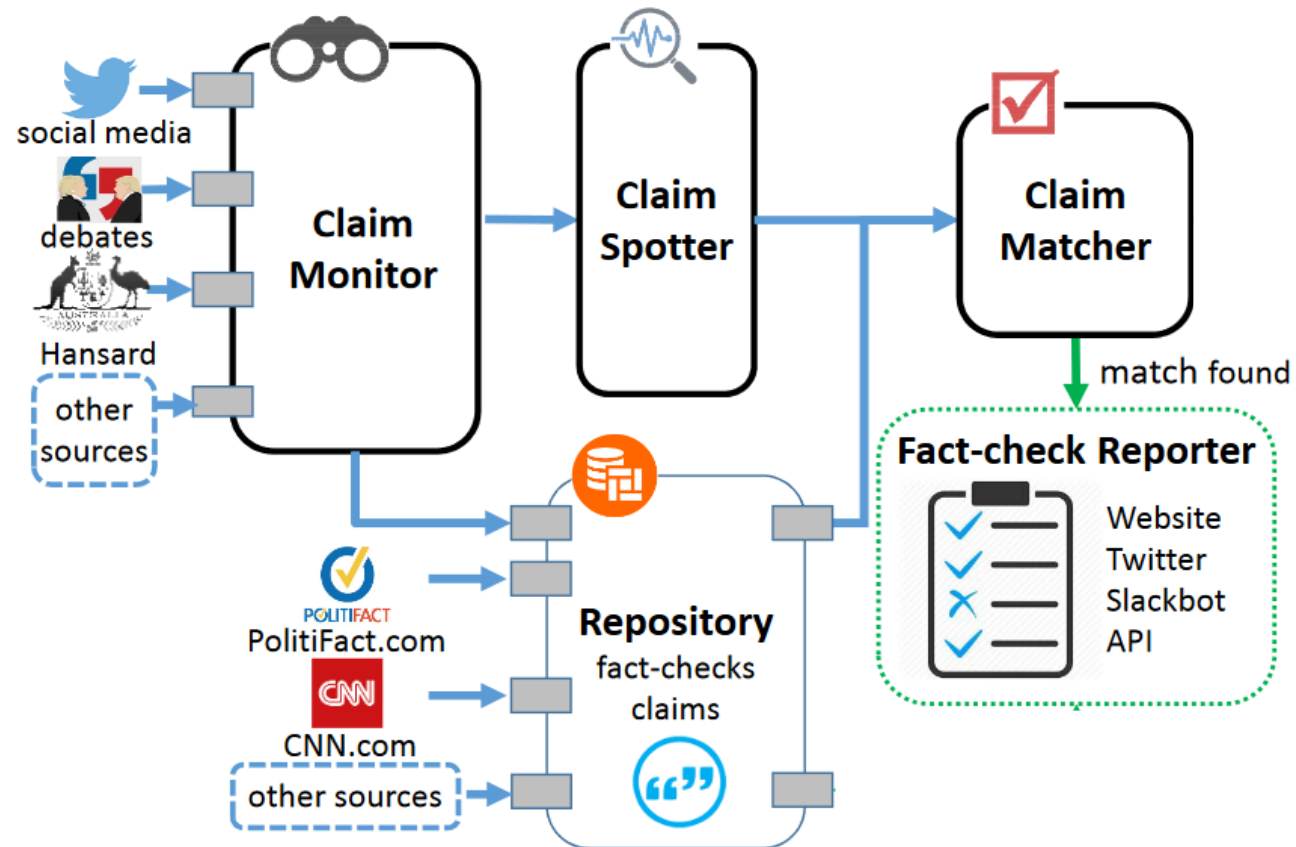 social media
debates
AUSTRALIA
Hansard
other
sources
Claim
Monitor
Claim
Spotter
Claim
Matcher
match found
Fact-check Reporter
Website
Twitter
Slackbot
API
POLITIFACT
PolitiFact.com
CNN
CNN.com
other sources
Repository
fact-checks
claims